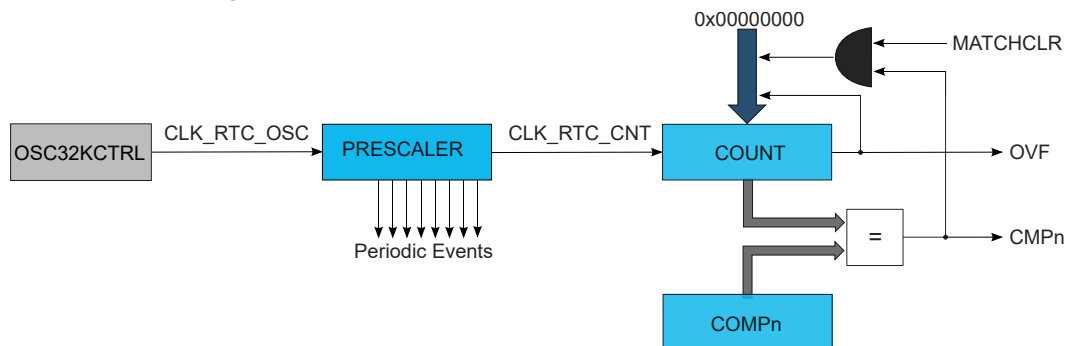 0x00000000
MATCHCLR
OSC32KCTRL
CLK_RTC_OSC
PRESCALER
CLK_RTC_CNT
COUNT
OVF
Periodic Events
=
CMPn
COMPn